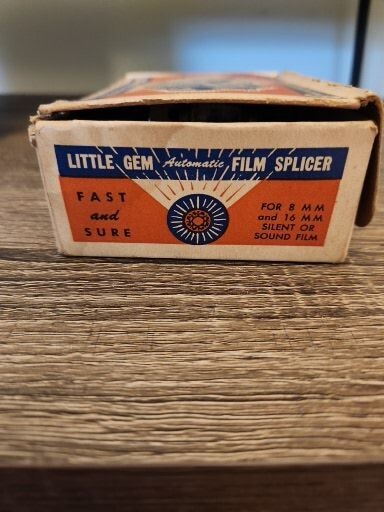 LITTLE GEM Automatic FILM SPLICER
FAST
and
SURE
FOR 8 MM
and 16 MM
SILENT OR
SOUND FILM